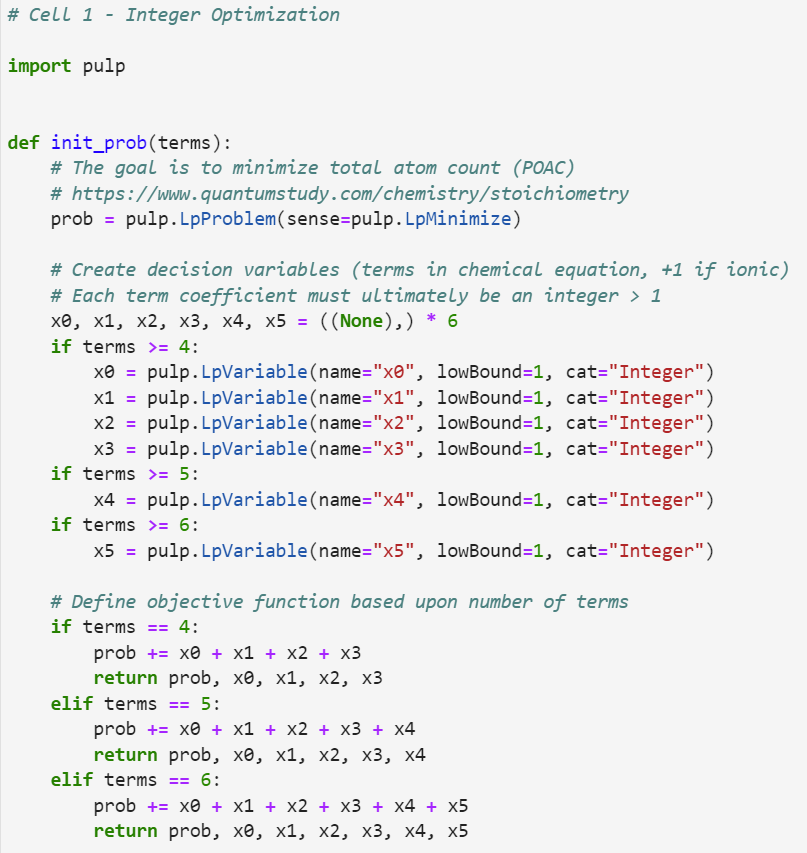 # Cell 1 - Integer Optimization

import pulp


def init_prob(terms):
    # The goal is to minimize total atom count (POAC)
    # https://www.quantumstudy.com/chemistry/stoichiometry
    prob = pulp.LpProblem(sense=pulp.LpMinimize)

    # Create decision variables (terms in chemical equation, +1 if ionic)
    # Each term coefficient must ultimately be an integer > 1
    x0, x1, x2, x3, x4, x5 = ((None),) * 6
    if terms >= 4:
        x0 = pulp.LpVariable(name="x0", lowBound=1, cat="Integer")
        x1 = pulp.LpVariable(name="x1", lowBound=1, cat="Integer")
        x2 = pulp.LpVariable(name="x2", lowBound=1, cat="Integer")
        x3 = pulp.LpVariable(name="x3", lowBound=1, cat="Integer")
    if terms >= 5:
        x4 = pulp.LpVariable(name="x4", lowBound=1, cat="Integer")
    if terms >= 6:
        x5 = pulp.LpVariable(name="x5", lowBound=1, cat="Integer")

    # Define objective function based upon number of terms
    if terms == 4:
        prob += x0 + x1 + x2 + x3
        return prob, x0, x1, x2, x3
    elif terms == 5:
        prob += x0 + x1 + x2 + x3 + x4
        return prob, x0, x1, x2, x3, x4
    elif terms == 6:
        prob += x0 + x1 + x2 + x3 + x4 + x5
        return prob, x0, x1, x2, x3, x4, x5